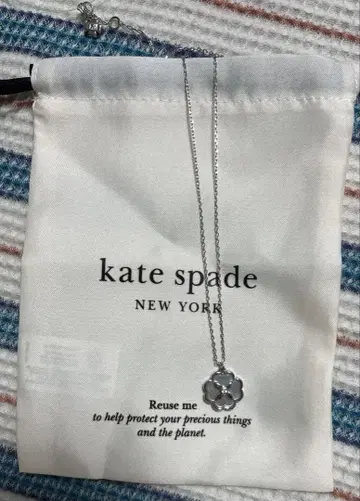 kate spade
NEW YORK
Reuse me
to help protect your precious things
and the planet.